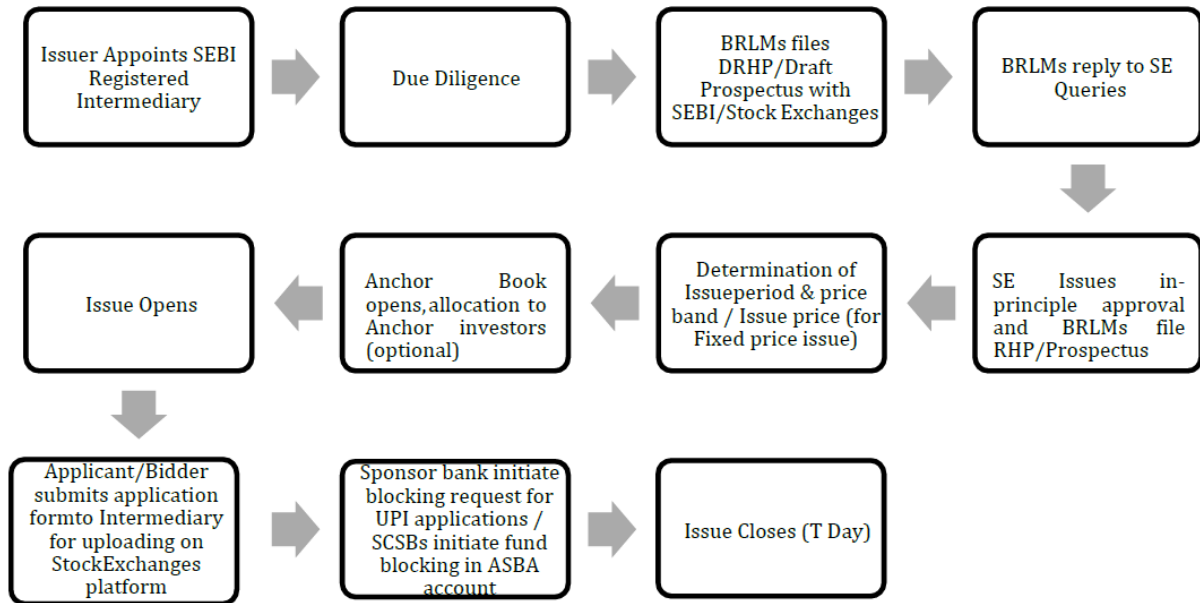 Issuer Appoints SEBI
Registered
Intermediary
Due Diligence
BRLMs files
DRHP/Draft
Prospectus with
SEBI/Stock Exchanges
BRLMs reply to SE
Queries
SE Issues in-
principle approval
and BRLMs file
RHP/Prospectus
Determination of
Issueperiod & price
band / Issue price (for
Fixed price issue)
Anchor Book
opens, allocation to
Anchor investors
(optional)
Issue Opens
Applicant/Bidder
submits application
formto Intermediary
for uploading on
StockExchanges
platform
Sponsor bank initiate
blocking request for
UPI applications /
SCSBs initiate fund
blocking in ASBA
account
Issue Closes (T Day)